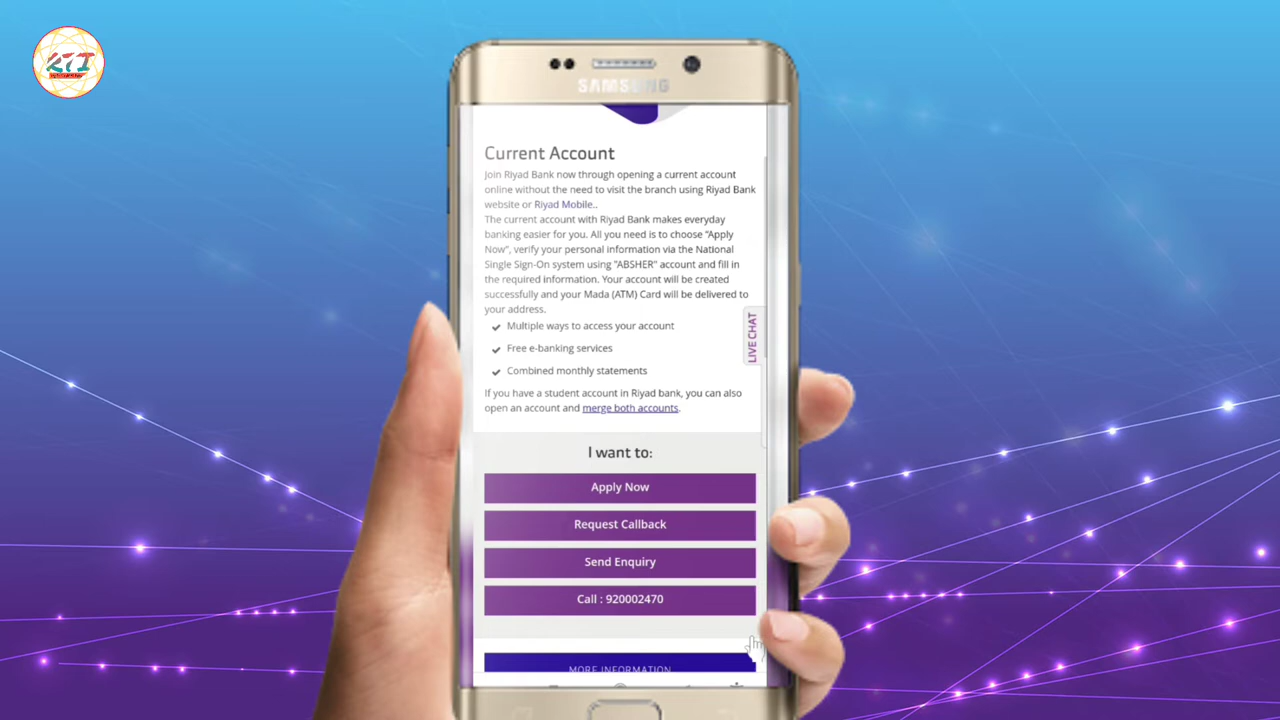 SAMSUNG
Current Account
Join Riyad Bank now through opening a current account
online without the need to visit the branch using Riyad Bank
website or Riyad Mobile..
The current account with Riyad Bank makes everyday
banking easier for you. All you need is to choose “Apply
Now”, verify your personal information via the National
Single Sign-On system using "ABSHER" account and fill in
the required information. Your account will be created
successfully and your Mada (ATM) Card will be delivered to
your address.
Multiple ways to access your account
Free e-banking services
Combined monthly statements
LIVE CHAT
If you have a student account in Riyad bank, you can also
open an account and merge both accounts.
I want to:
Apply Now
Request Callback
Send Enquiry
Call : 920002470
MORE INFORMATION